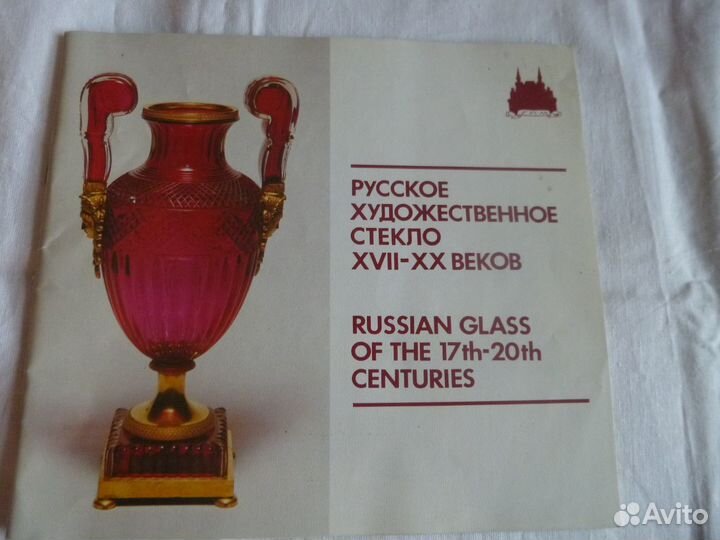 РУССКОЕ
ХУДОЖЕСТВЕННОЕ
СТЕКЛО
XVII-XX ВЕКОВ
RUSSIAN GLASS
OF THE 17th-20th
CENTURIES
Avito